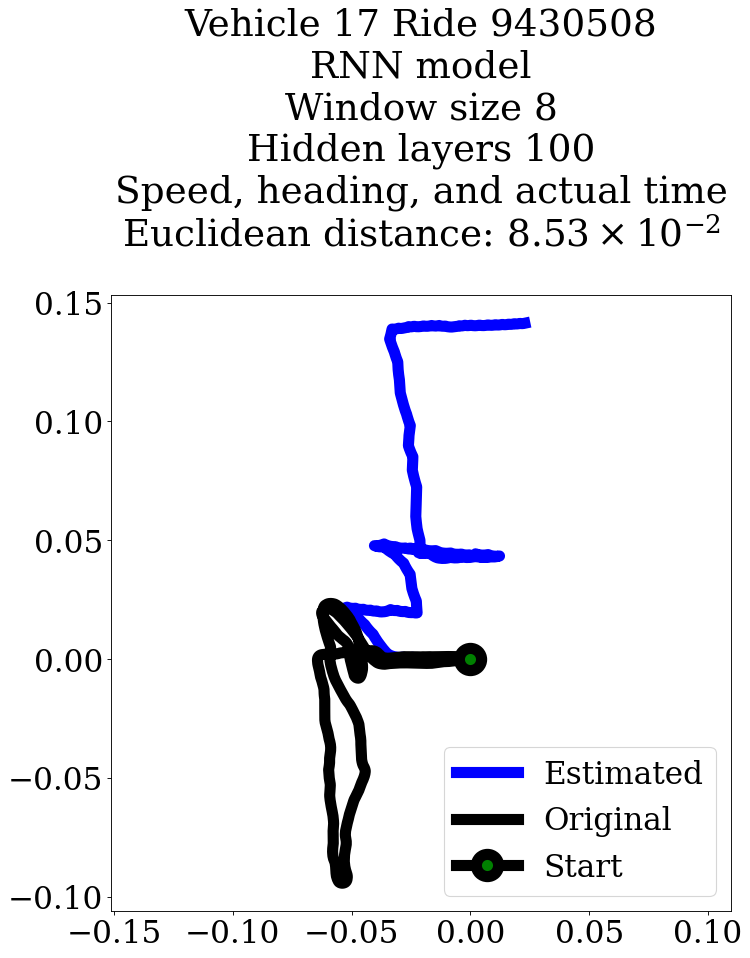 Vehicle 17 Ride 9430508
RNN model
Window size 8
Hidden layers 100
Speed, heading, and actual time
Euclidean distance: 8.53 × 10⁻²
0.15
0.10
0.05
0.00
−0.05
−0.10
−0.15 −0.10 −0.05 0.00 0.05 0.10
Estimated
Original
Start